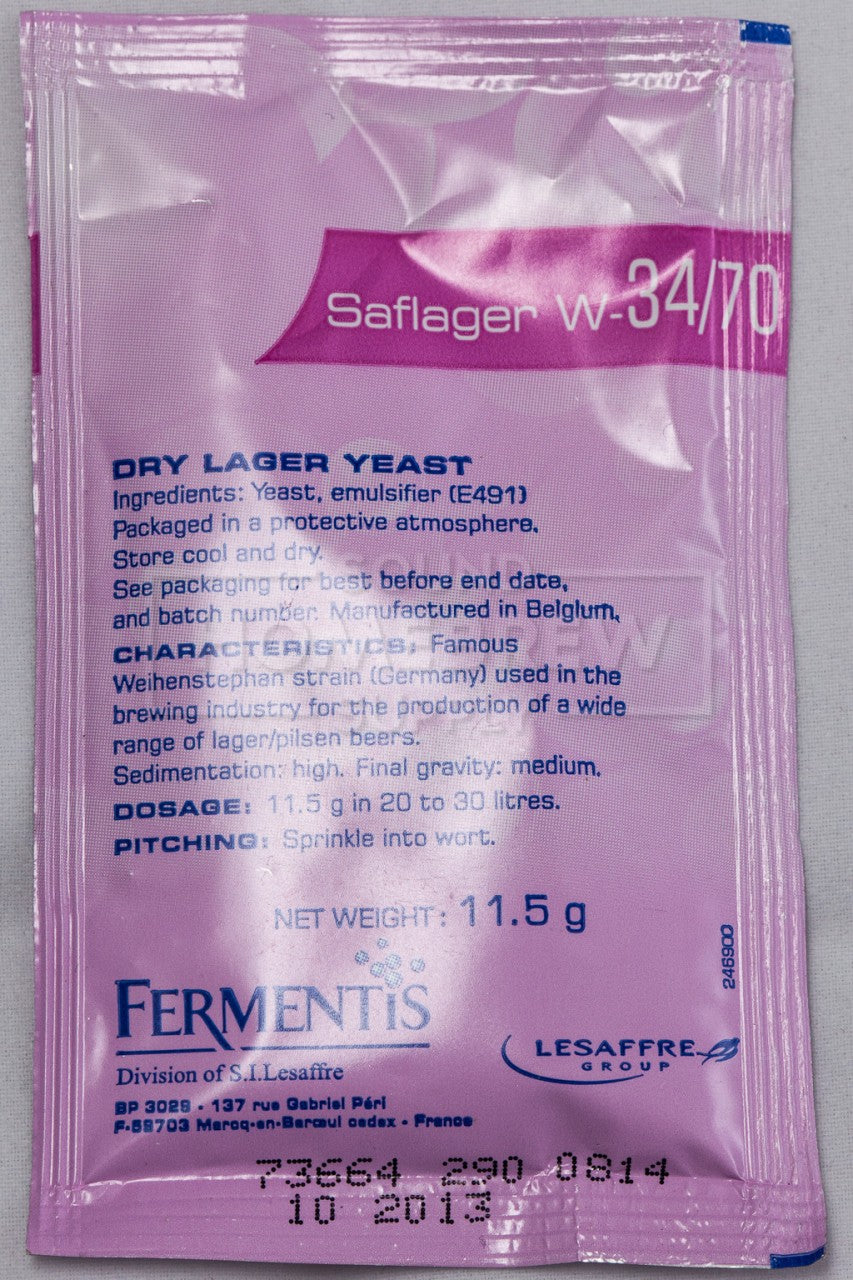 Saflager W-34/70
DRY LAGER YEAST
Ingredients: Yeast, emulsifier (E491)
Packaged in a protective atmosphere.
Store cool and dry.
See packaging for best before end date,
and batch number. Manufactured in Belgium.
CHARACTERISTICS: Famous
Weihenstephan strain (Germany) used in the
brewing industry for the production of a wide
range of lager/pilsen beers.
Sedimentation: high. Final gravity: medium.
DOSAGE: 11.5 g in 20 to 30 litres.
PITCHING: Sprinkle into wort.
SOUND
HOMEBREW
SUPPLY
NET WEIGHT: 11.5 g
246900
FERMENTIS
Division of S.I.Lesaffre
LESAFFRE
GROUP
BP 3029 - 137 rue Gabriel Péri
F-59703 Marcq-en-Barœul cedex - France
73664 290 0814
10 2013